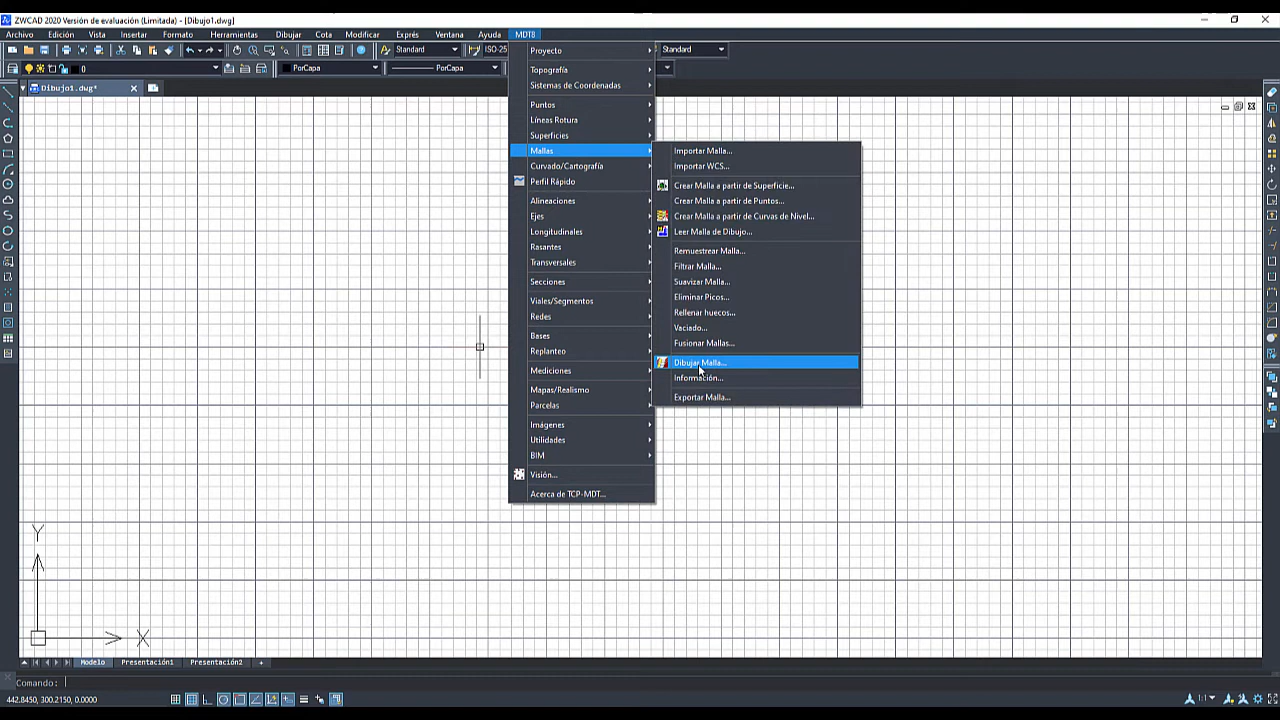 ZWCAD 2020 Versión de evaluación (Limitada) - [Dibujo1.dwg]
Archivo Edición Vista Insertar Formato Herramientas Dibujar Cota Modificar Exprés Ventana Ayuda MDT8
Standard ISO-25 Standard
0 PorCapa PorCapa
Dibujo1.dwg*
Proyecto
Topografía
Sistemas de Coordenadas
Puntos
Líneas Rotura
Superficies
Mallas
Curvado/Cartografía
Perfil Rápido
Alineaciones
Ejes
Longitudinales
Rasantes
Transversales
Secciones
Viales/Segmentos
Redes
Bases
Replanteo
Mediciones
Mapas/Realismo
Parcelas
Imágenes
Utilidades
BIM
Visión...
Acerca de TCP-MDT...
Importar Malla...
Importar WCS...
Crear Malla a partir de Superficie...
Crear Malla a partir de Puntos...
Crear Malla a partir de Curvas de Nivel...
Leer Malla de Dibujo...
Remuestrear Malla...
Filtrar Malla...
Suavizar Malla...
Eliminar Picos...
Rellenar huecos...
Vaciado...
Fusionar Mallas...
Dibujar Malla...
Información...
Exportar Malla...
Y
X
Modelo Presentación1 Presentación2 +
Comando:
442.8450, 300.2150, 0.0000 1:1